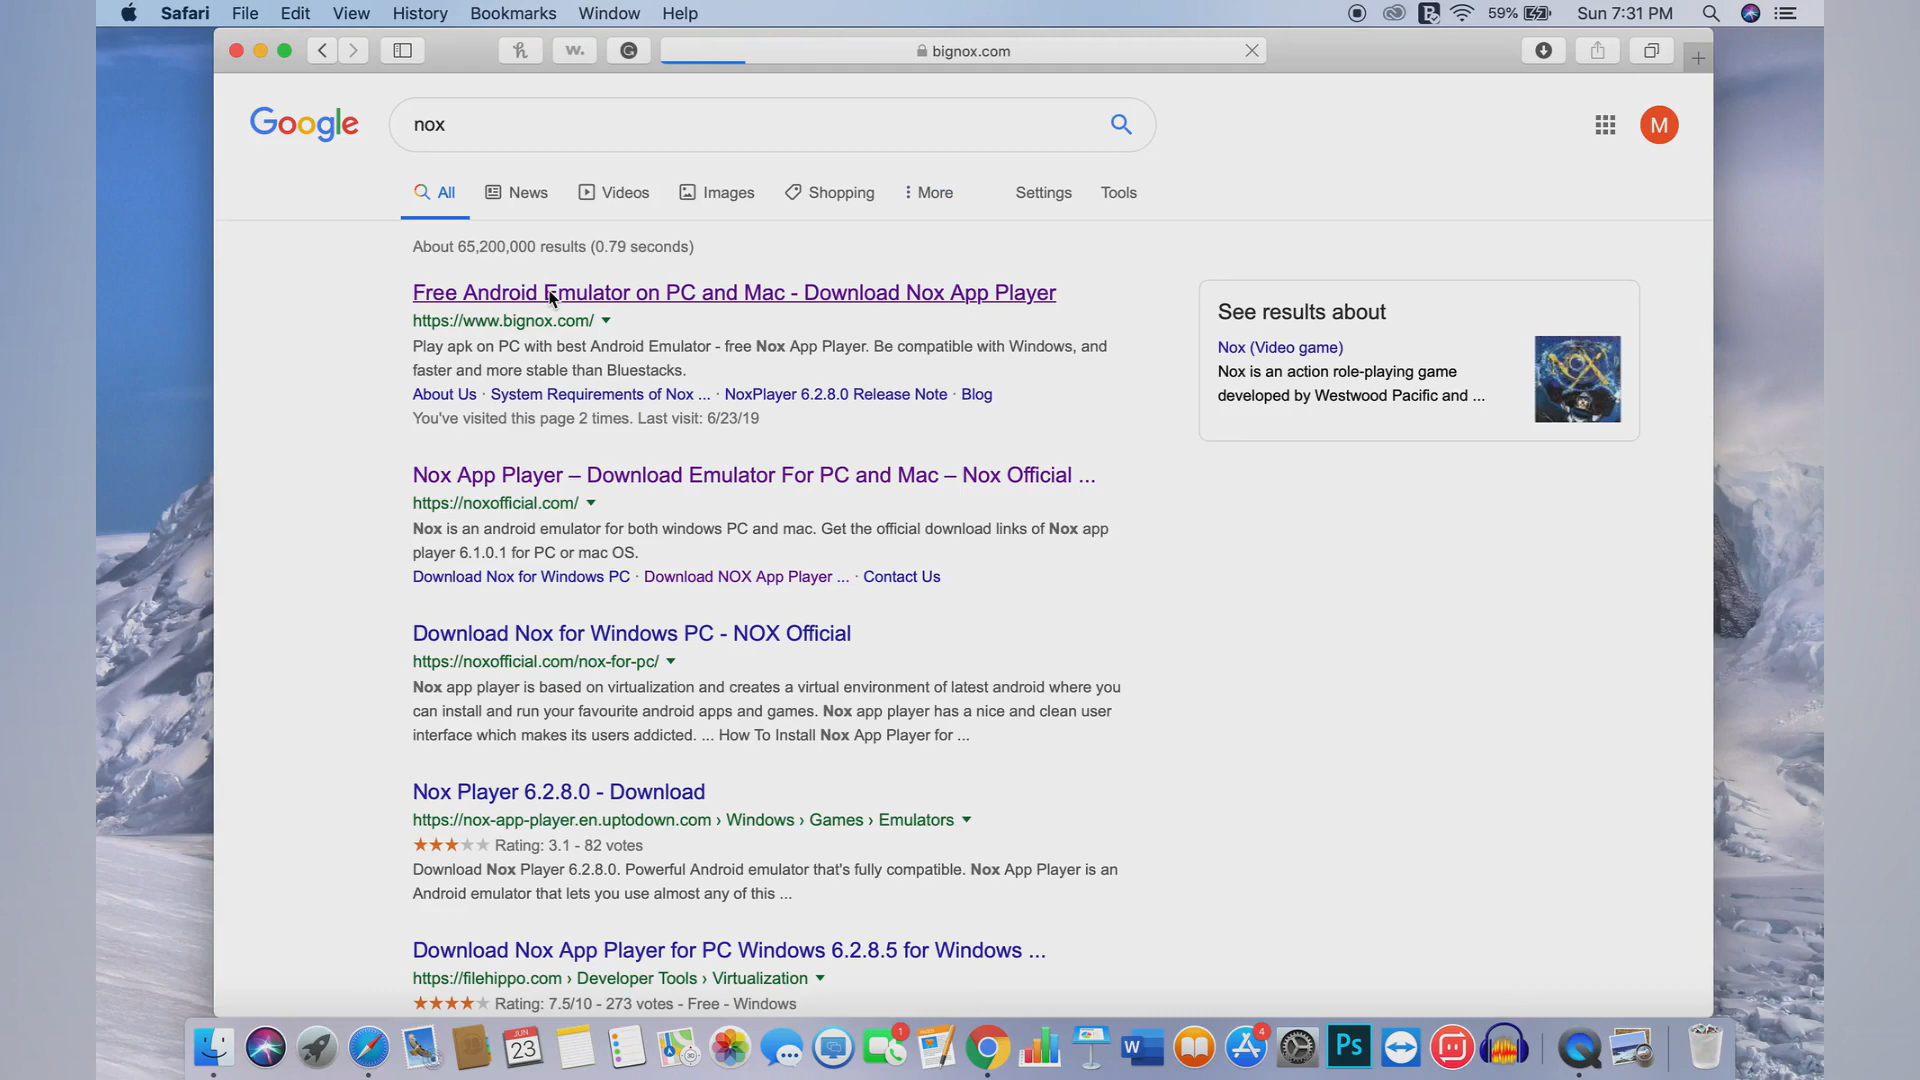 Safari File Edit View History Bookmarks Window Help 59% Sun 7:31 PM
h w. G bignox.com
Google nox M
All News Videos Images Shopping More Settings Tools
About 65,200,000 results (0.79 seconds)
Free Android Emulator on PC and Mac - Download Nox App Player
https://www.bignox.com/
Play apk on PC with best Android Emulator - free Nox App Player. Be compatible with Windows, and
faster and more stable than Bluestacks.
About Us · System Requirements of Nox ... · NoxPlayer 6.2.8.0 Release Note · Blog
You've visited this page 2 times. Last visit: 6/23/19
See results about
Nox (Video game)
Nox is an action role-playing game
developed by Westwood Pacific and ...
NOX
Nox App Player – Download Emulator For PC and Mac – Nox Official ...
https://noxofficial.com/
Nox is an android emulator for both windows PC and mac. Get the official download links of Nox app
player 6.1.0.1 for PC or mac OS.
Download Nox for Windows PC · Download NOX App Player ... · Contact Us
Download Nox for Windows PC - NOX Official
https://noxofficial.com/nox-for-pc/
Nox app player is based on virtualization and creates a virtual environment of latest android where you
can install and run your favourite android apps and games. Nox app player has a nice and clean user
interface which makes its users addicted. ... How To Install Nox App Player for ...
Nox Player 6.2.8.0 - Download
https://nox-app-player.en.uptodown.com › Windows › Games › Emulators
Rating: 3.1 - 82 votes
Download Nox Player 6.2.8.0. Powerful Android emulator that's fully compatible. Nox App Player is an
Android emulator that lets you use almost any of this ...
Download Nox App Player for PC Windows 6.2.8.5 for Windows ...
https://filehippo.com › Developer Tools › Virtualization
Rating: 7.5/10 - 273 votes - Free - Windows
JUN 23 3D 1 W 4 Ps